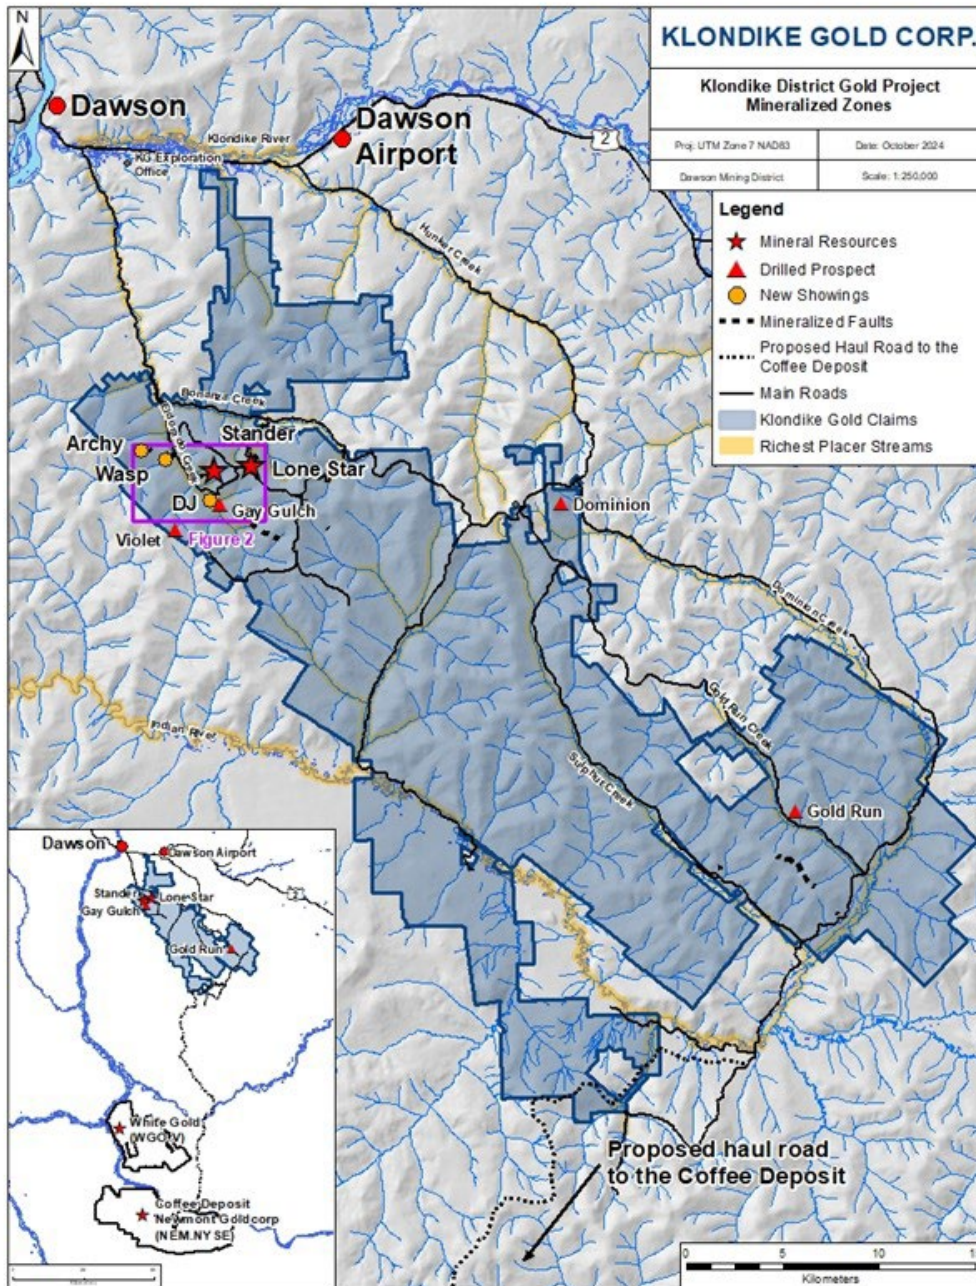 N
KLONDIKE GOLD CORP.
Klondike District Gold Project
Mineralized Zones
Proj: UTM Zone 7 NAD83
Date: October 2024
Dawson Mining District
Scale: 1:250,000
Legend
Mineral Resources
Drilled Prospect
New Showings
Mineralized Faults
Proposed Haul Road to the
Coffee Deposit
Main Roads
Klondike Gold Claims
Richest Placer Streams
Dawson
Dawson
Airport
Klondike River
KG Exploration
Office
2
Hunker Creek
Bonanza Creek
Eldorado Creek
Archy
Wasp
Stander
Lone Star
DJ
Gay Gulch
Violet
Figure 2
Dominion
Dominion Creek
Indian River
Gold Run Creek
Sulphur Creek
Gold Run
Proposed haul road
to the Coffee Deposit
0 5 10 15
Kilometers
Dawson
Dawson Airport
2
Stander
Lone Star
Gay Gulch
Gold Run
White Gold
(WGO.V)
Coffee Deposit
Newmont Goldcorp
(NEM.NYSE)